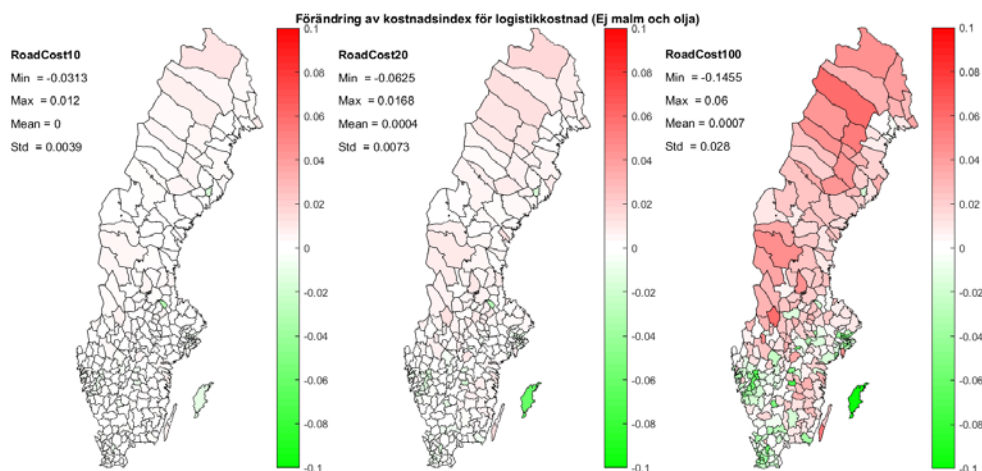 Förändring av kostnadsindex för logistikkostnad (Ej malm och olja)
RoadCost10
Min = -0.0313
Max = 0.012
Mean = 0
Std = 0.0039
0.1
0.08
0.06
0.04
0.02
0
-0.02
-0.04
-0.06
-0.08
-0.1
RoadCost20
Min = -0.0625
Max = 0.0168
Mean = 0.0004
Std = 0.0073
0.1
0.08
0.06
0.04
0.02
0
-0.02
-0.04
-0.06
-0.08
-0.1
RoadCost100
Min = -0.1455
Max = 0.06
Mean = 0.0007
Std = 0.028
0.1
0.08
0.06
0.04
0.02
0
-0.02
-0.04
-0.06
-0.08
-0.1